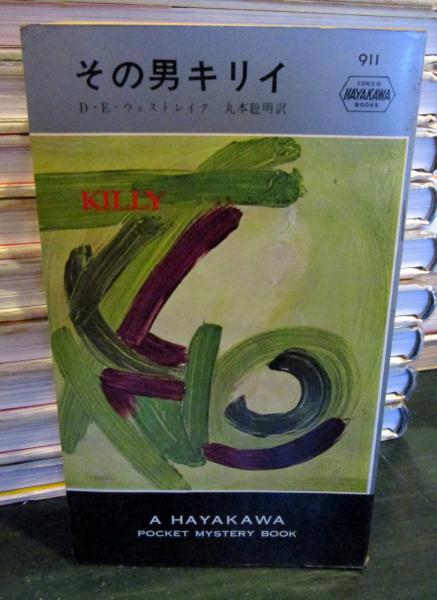 その男キリイ
D・E・ウェストレイク 丸本聡明訳
911
TOKYO
HAYAKAWA
BOOKS
KILLY
A HAYAKAWA
POCKET MYSTERY BOOK